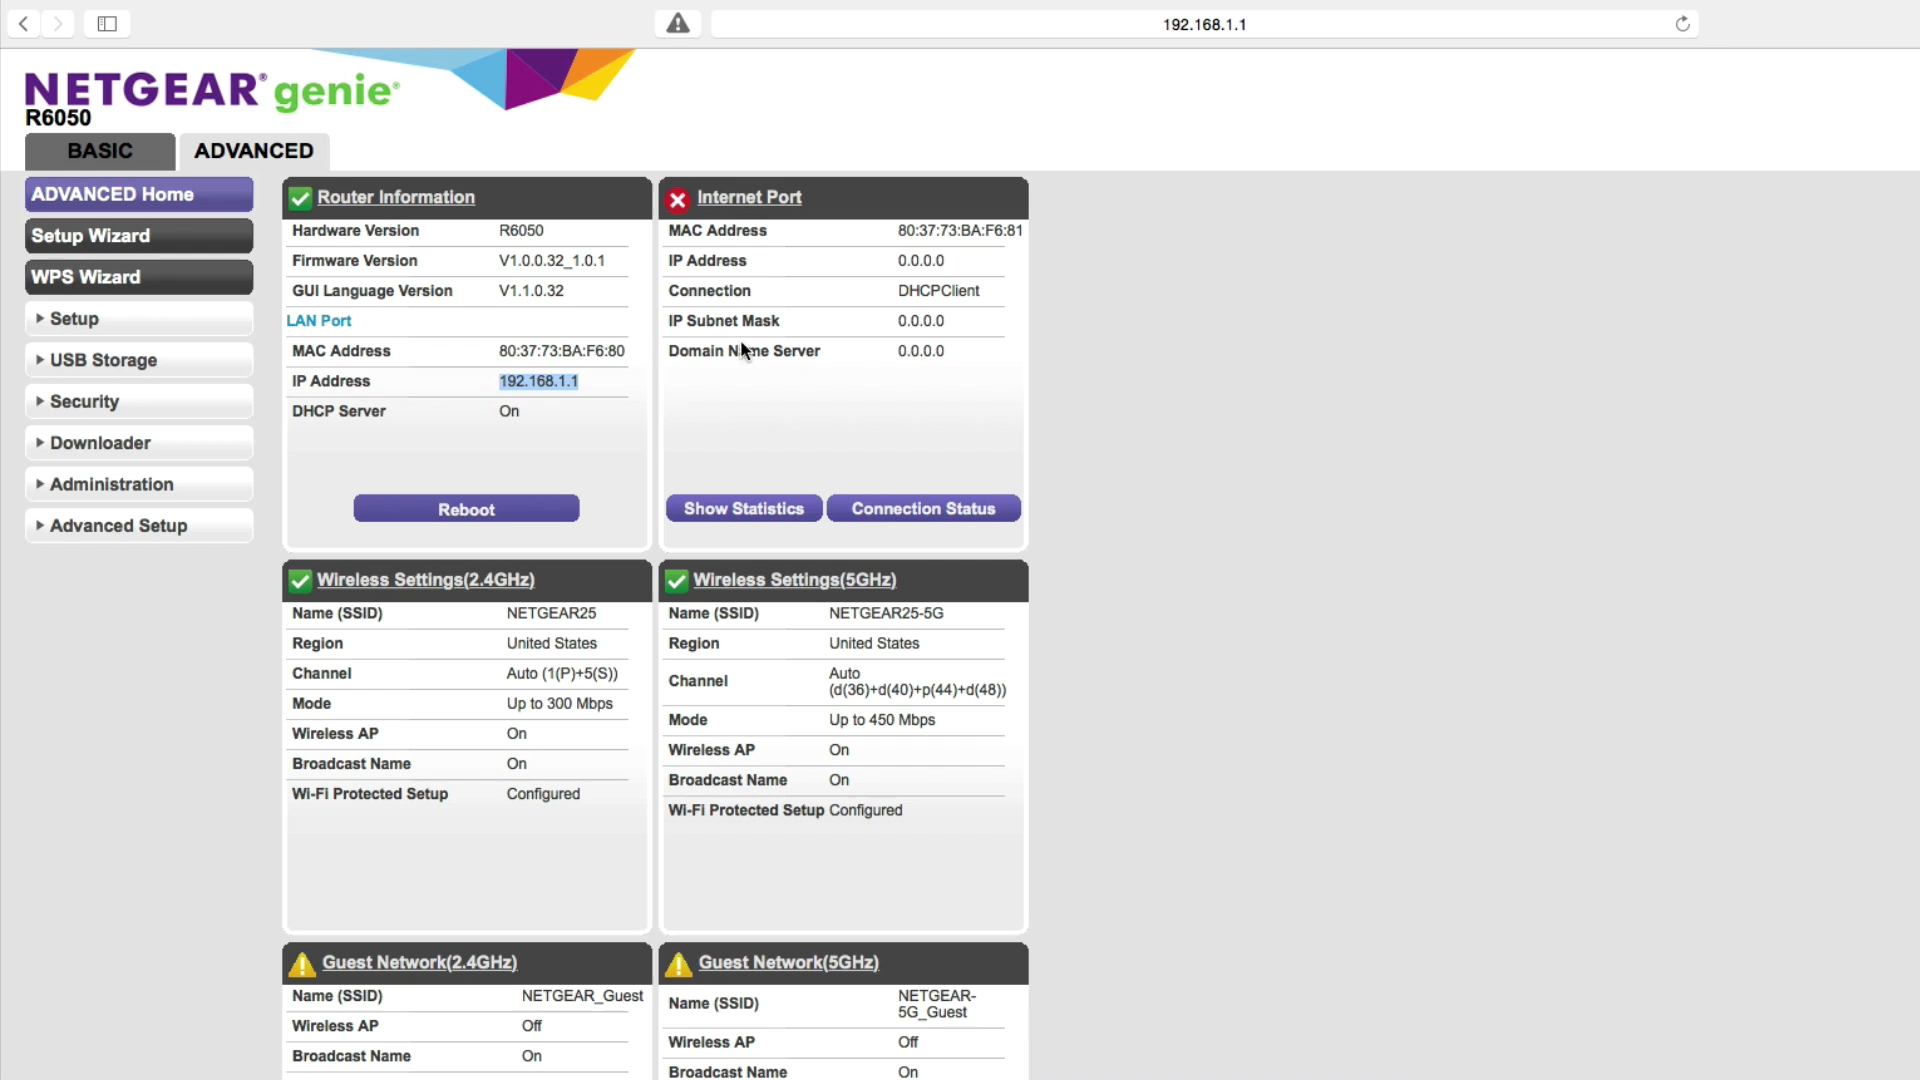 192.168.1.1
NETGEAR® genie®
R6050
BASIC
ADVANCED
ADVANCED Home
Setup Wizard
WPS Wizard
Setup
USB Storage
Security
Downloader
Administration
Advanced Setup
Router Information
Hardware Version R6050
Firmware Version V1.0.0.32_1.0.1
GUI Language Version V1.1.0.32
LAN Port
MAC Address 80:37:73:BA:F6:80
IP Address 192.168.1.1
DHCP Server On
Reboot
Internet Port
MAC Address 80:37:73:BA:F6:81
IP Address 0.0.0.0
Connection DHCPClient
IP Subnet Mask 0.0.0.0
Domain Name Server 0.0.0.0
Show Statistics
Connection Status
Wireless Settings(2.4GHz)
Name (SSID) NETGEAR25
Region United States
Channel Auto (1(P)+5(S))
Mode Up to 300 Mbps
Wireless AP On
Broadcast Name On
Wi-Fi Protected Setup Configured
Wireless Settings(5GHz)
Name (SSID) NETGEAR25-5G
Region United States
Channel Auto
(d(36)+d(40)+p(44)+d(48))
Mode Up to 450 Mbps
Wireless AP On
Broadcast Name On
Wi-Fi Protected Setup Configured
Guest Network(2.4GHz)
Name (SSID) NETGEAR_Guest
Wireless AP Off
Broadcast Name On
Guest Network(5GHz)
Name (SSID) NETGEAR-
5G_Guest
Wireless AP Off
Broadcast Name On